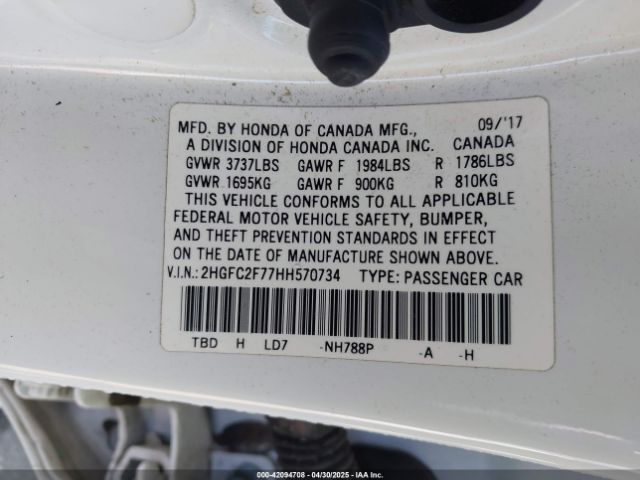 MFD. BY HONDA OF CANADA MFG., 09/'17
A DIVISION OF HONDA CANADA INC. CANADA
GVWR 3737LBS GAWR F 1984LBS R 1786LBS
GVWR 1695KG GAWR F 900KG R 810KG
THIS VEHICLE CONFORMS TO ALL APPLICABLE
FEDERAL MOTOR VEHICLE SAFETY, BUMPER,
AND THEFT PREVENTION STANDARDS IN EFFECT
ON THE DATE OF MANUFACTURE SHOWN ABOVE.
V.I.N.: 2HGFC2F77HH570734 TYPE: PASSENGER CAR
TBD H LD7 -NH788P -A -H
000-42094708 - 04/30/2025 - IAA Inc.